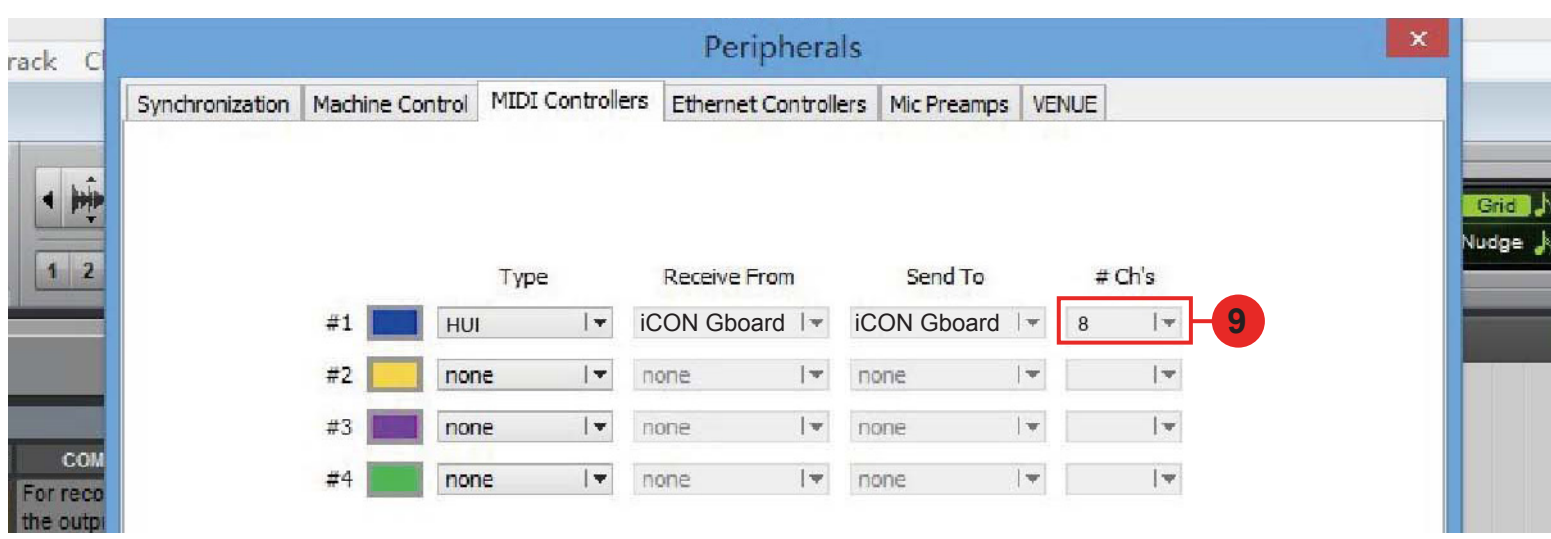 Peripherals
x
rack Cl
Synchronization Machine Control MIDI Controllers Ethernet Controllers Mic Preamps VENUE
Grid
Nudge
1 2
Type Receive From Send To # Ch's
#1 HUI iCON Gboard iCON Gboard 8 9
#2 none none none
#3 none none none
#4 none none none
COM
For reco
the outp